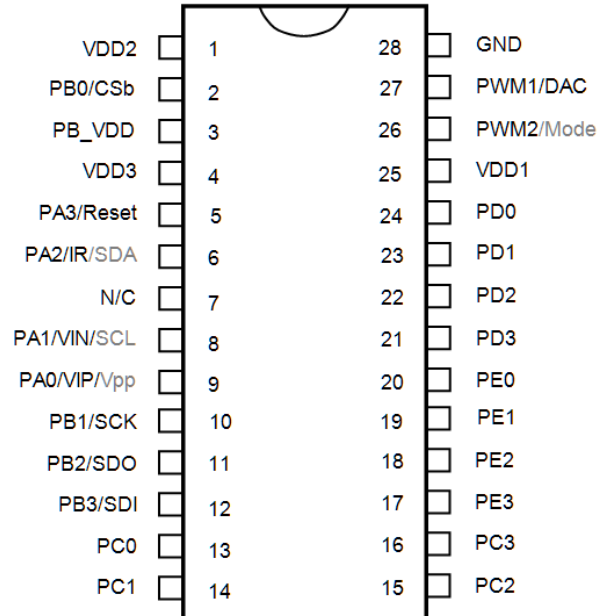 VDD2 1 28 GND
PB0/CSb 2 27 PWM1/DAC
PB_VDD 3 26 PWM2/Mode
VDD3 4 25 VDD1
PA3/Reset 5 24 PD0
PA2/IR/SDA 6 23 PD1
N/C 7 22 PD2
PA1/VIN/SCL 8 21 PD3
PA0/VIP/Vpp 9 20 PE0
PB1/SCK 10 19 PE1
PB2/SDO 11 18 PE2
PB3/SDI 12 17 PE3
PC0 13 16 PC3
PC1 14 15 PC2